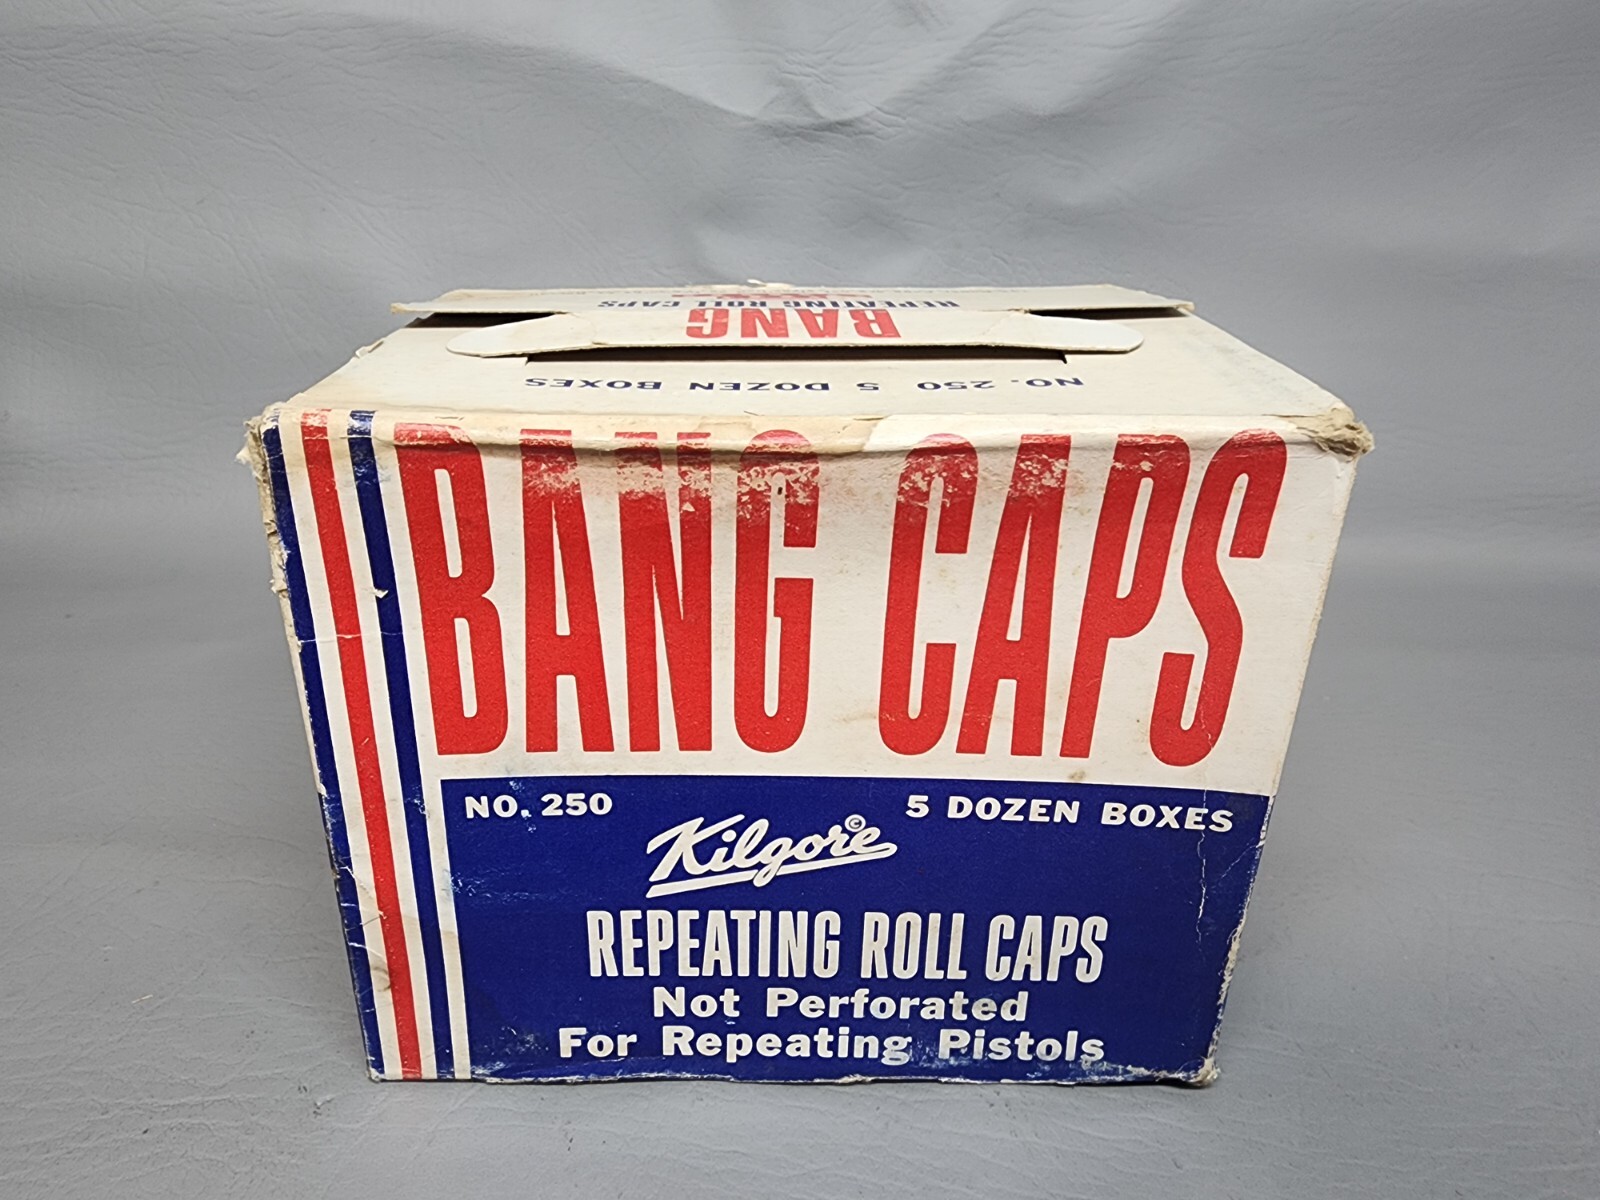 REPEATING ROLL CAPS
BANG
NO. 250 5 DOZEN BOXES
BANG CAPS
NO. 250
5 DOZEN BOXES
Kilgore ©
REPEATING ROLL CAPS
Not Perforated
For Repeating Pistols